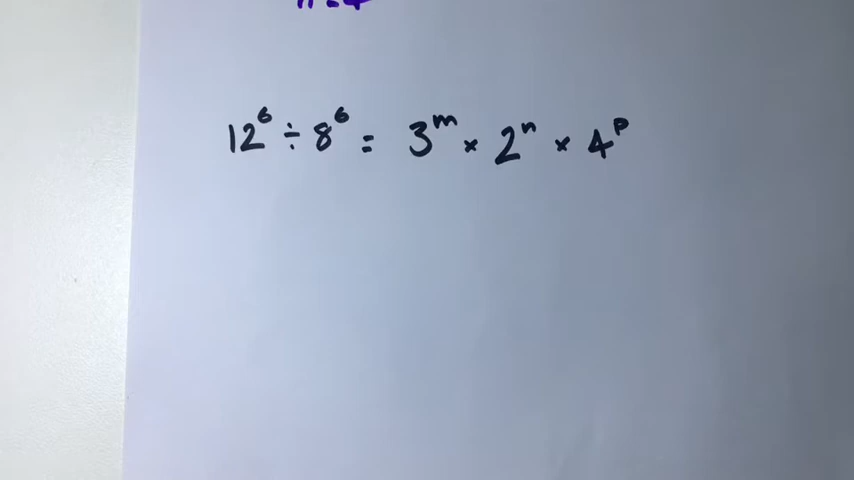 12⁶ ÷ 8⁶ = 3ᵐ × 2ⁿ × 4ᵖ